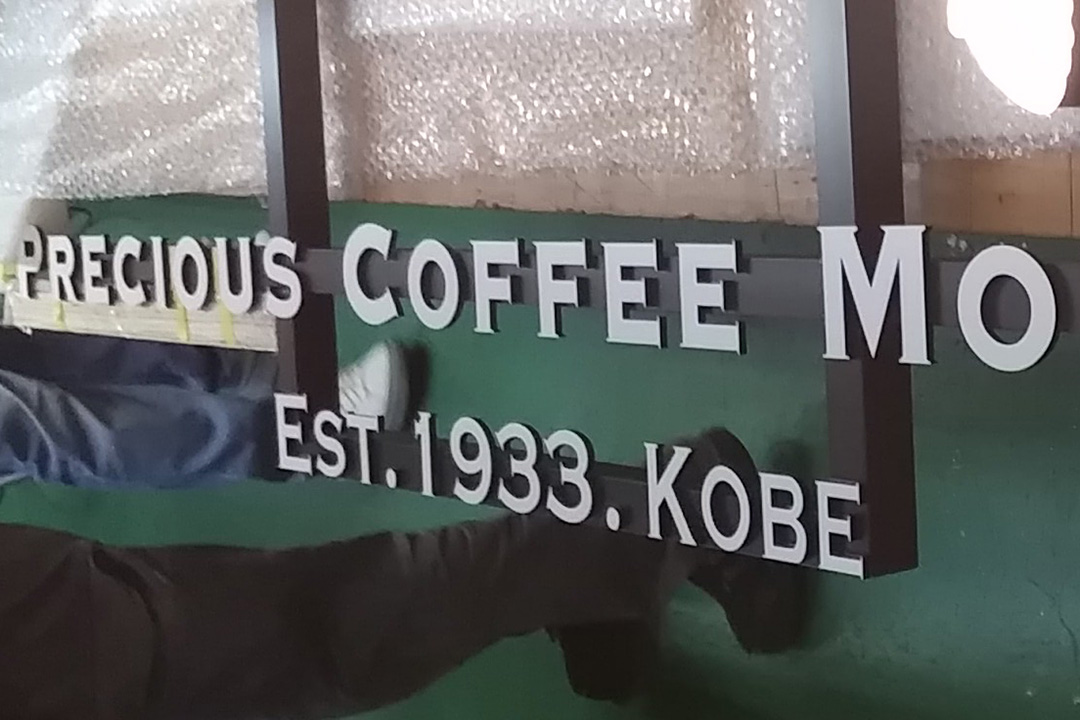 PRECIOUS COFFEE MO
EST. 1933. KOBE